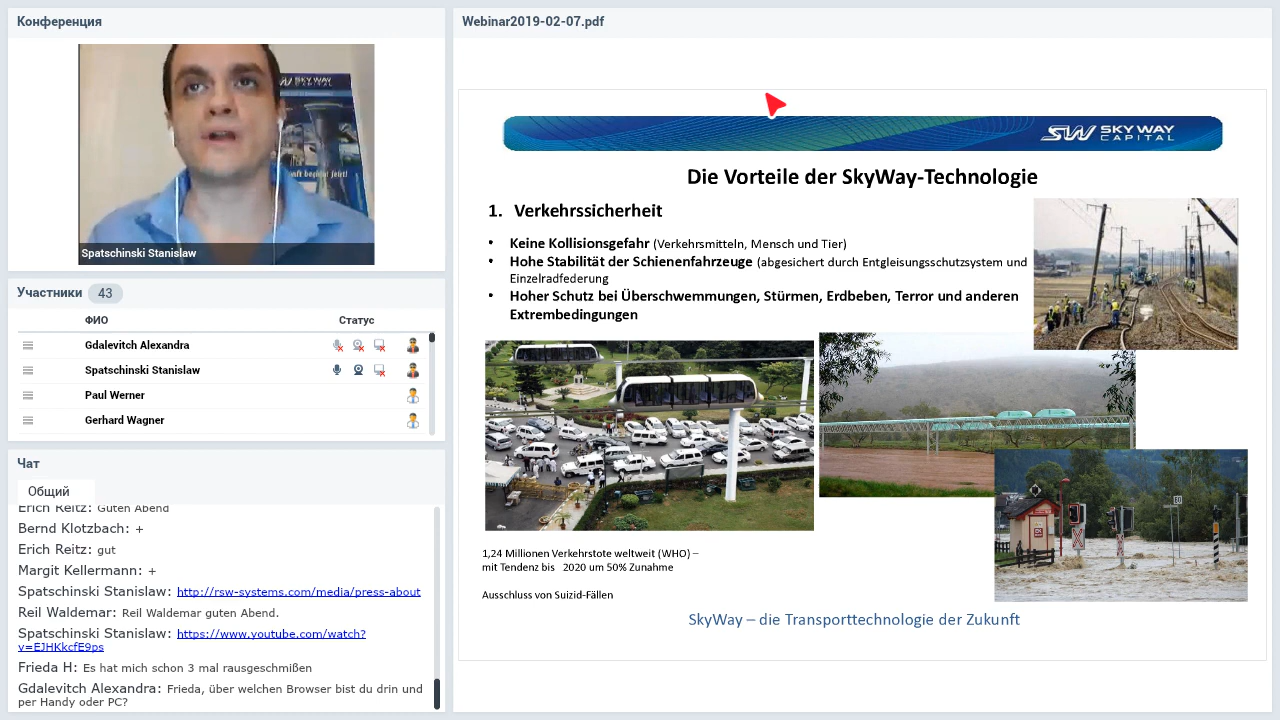 Конференция
SKY WAY
CAPITAL
Spatschinski Stanislaw
Участники 43
ФИО Статус
Gdalevitch Alexandra
Spatschinski Stanislaw
Paul Werner
Gerhard Wagner
Чат
Общий
Erich Reitz: Guten Abend
Bernd Klotzbach: +
Erich Reitz: gut
Margit Kellermann: +
Spatschinski Stanislaw: http://rsw-systems.com/media/press-about
Reil Waldemar: Reil Waldemar guten Abend.
Spatschinski Stanislaw: https://www.youtube.com/watch?
v=EJHKkcfE9ps
Frieda H: Es hat mich schon 3 mal rausgeschmißen
Gdalevitch Alexandra: Frieda, über welchen Browser bist du drin und
per Handy oder PC?
Webinar2019-02-07.pdf
SW SKY WAY
CAPITAL
Die Vorteile der SkyWay-Technologie
1. Verkehrssicherheit
• Keine Kollisionsgefahr (Verkehrsmitteln, Mensch und Tier)
• Hohe Stabilität der Schienenfahrzeuge (abgesichert durch Entgleisungsschutzsystem und
Einzelradfederung
• Hoher Schutz bei Überschwemmungen, Stürmen, Erdbeben, Terror und anderen
Extrembedingungen
1,24 Millionen Verkehrstote weltweit (WHO) –
mit Tendenz bis 2020 um 50% Zunahme
Ausschluss von Suizid-Fällen
SkyWay – die Transporttechnologie der Zukunft